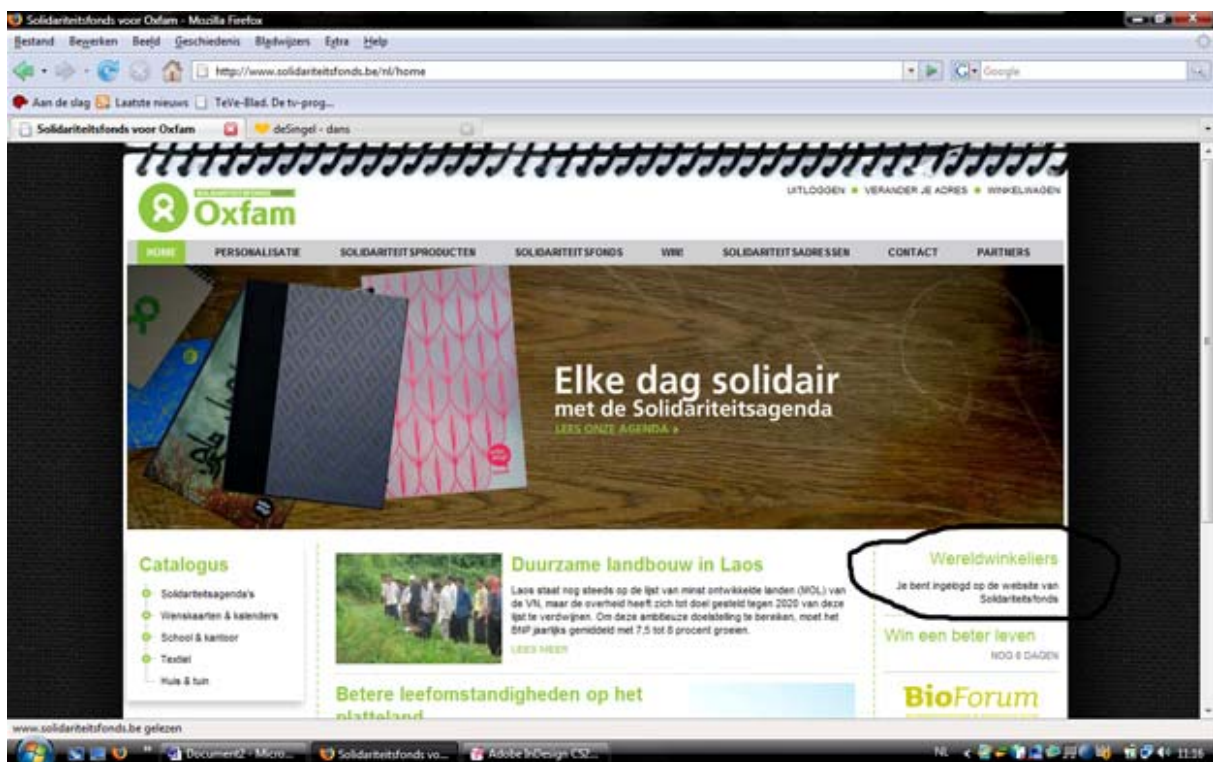 Solidariteitsfonds voor Oxfam - Mozilla Firefox
Bestand Bewerken Beeld Geschiedenis Bladwijzers Extra Help
http://www.solidariteitsfonds.be/nl/home
Google
Aan de slag Laatste nieuws TeVe-Blad. De tv-prog...
Solidariteitsfonds voor Oxfam deSingel - dans
UITLOGGEN VERANDER JE ADRES WINKELWAGEN
SOLIDARITEITSFONDS
Oxfam
HOME PERSONALISATIE SOLIDARITEITSPRODUCTEN SOLIDARITEITSFONDS WIN! SOLIDARITEITSADRESSEN CONTACT PARTNERS
Elke dag solidair
met de Solidariteitsagenda
LEES ONZE AGENDA
Catalogus
Solidariteitsagenda's
Wenskaarten & kalenders
School & kantoor
Textiel
Huis & tuin
Duurzame landbouw in Laos
Laos staat nog steeds op de lijst van minst ontwikkelde landen (MOL) van
de VN, maar de overheid heeft zich tot doel gesteld tegen 2020 van deze
lijst te verdwijnen. Om deze ambitieuze doelstelling te bereiken, moet het
BNP jaarlijks gemiddeld met 7,5 tot 8 procent groeien.
LEES MEER
Betere leefomstandigheden op het
platteland
Wereldwinkeliers
Je bent ingelogd op de website van
Solidariteitsfonds
Win een beter leven
NOG 6 DAGEN
BioForum
www.solidariteitsfonds.be gelezen
Document2 - Micro... Solidariteitsfonds vo... Adobe InDesign CS2... NL 11:56